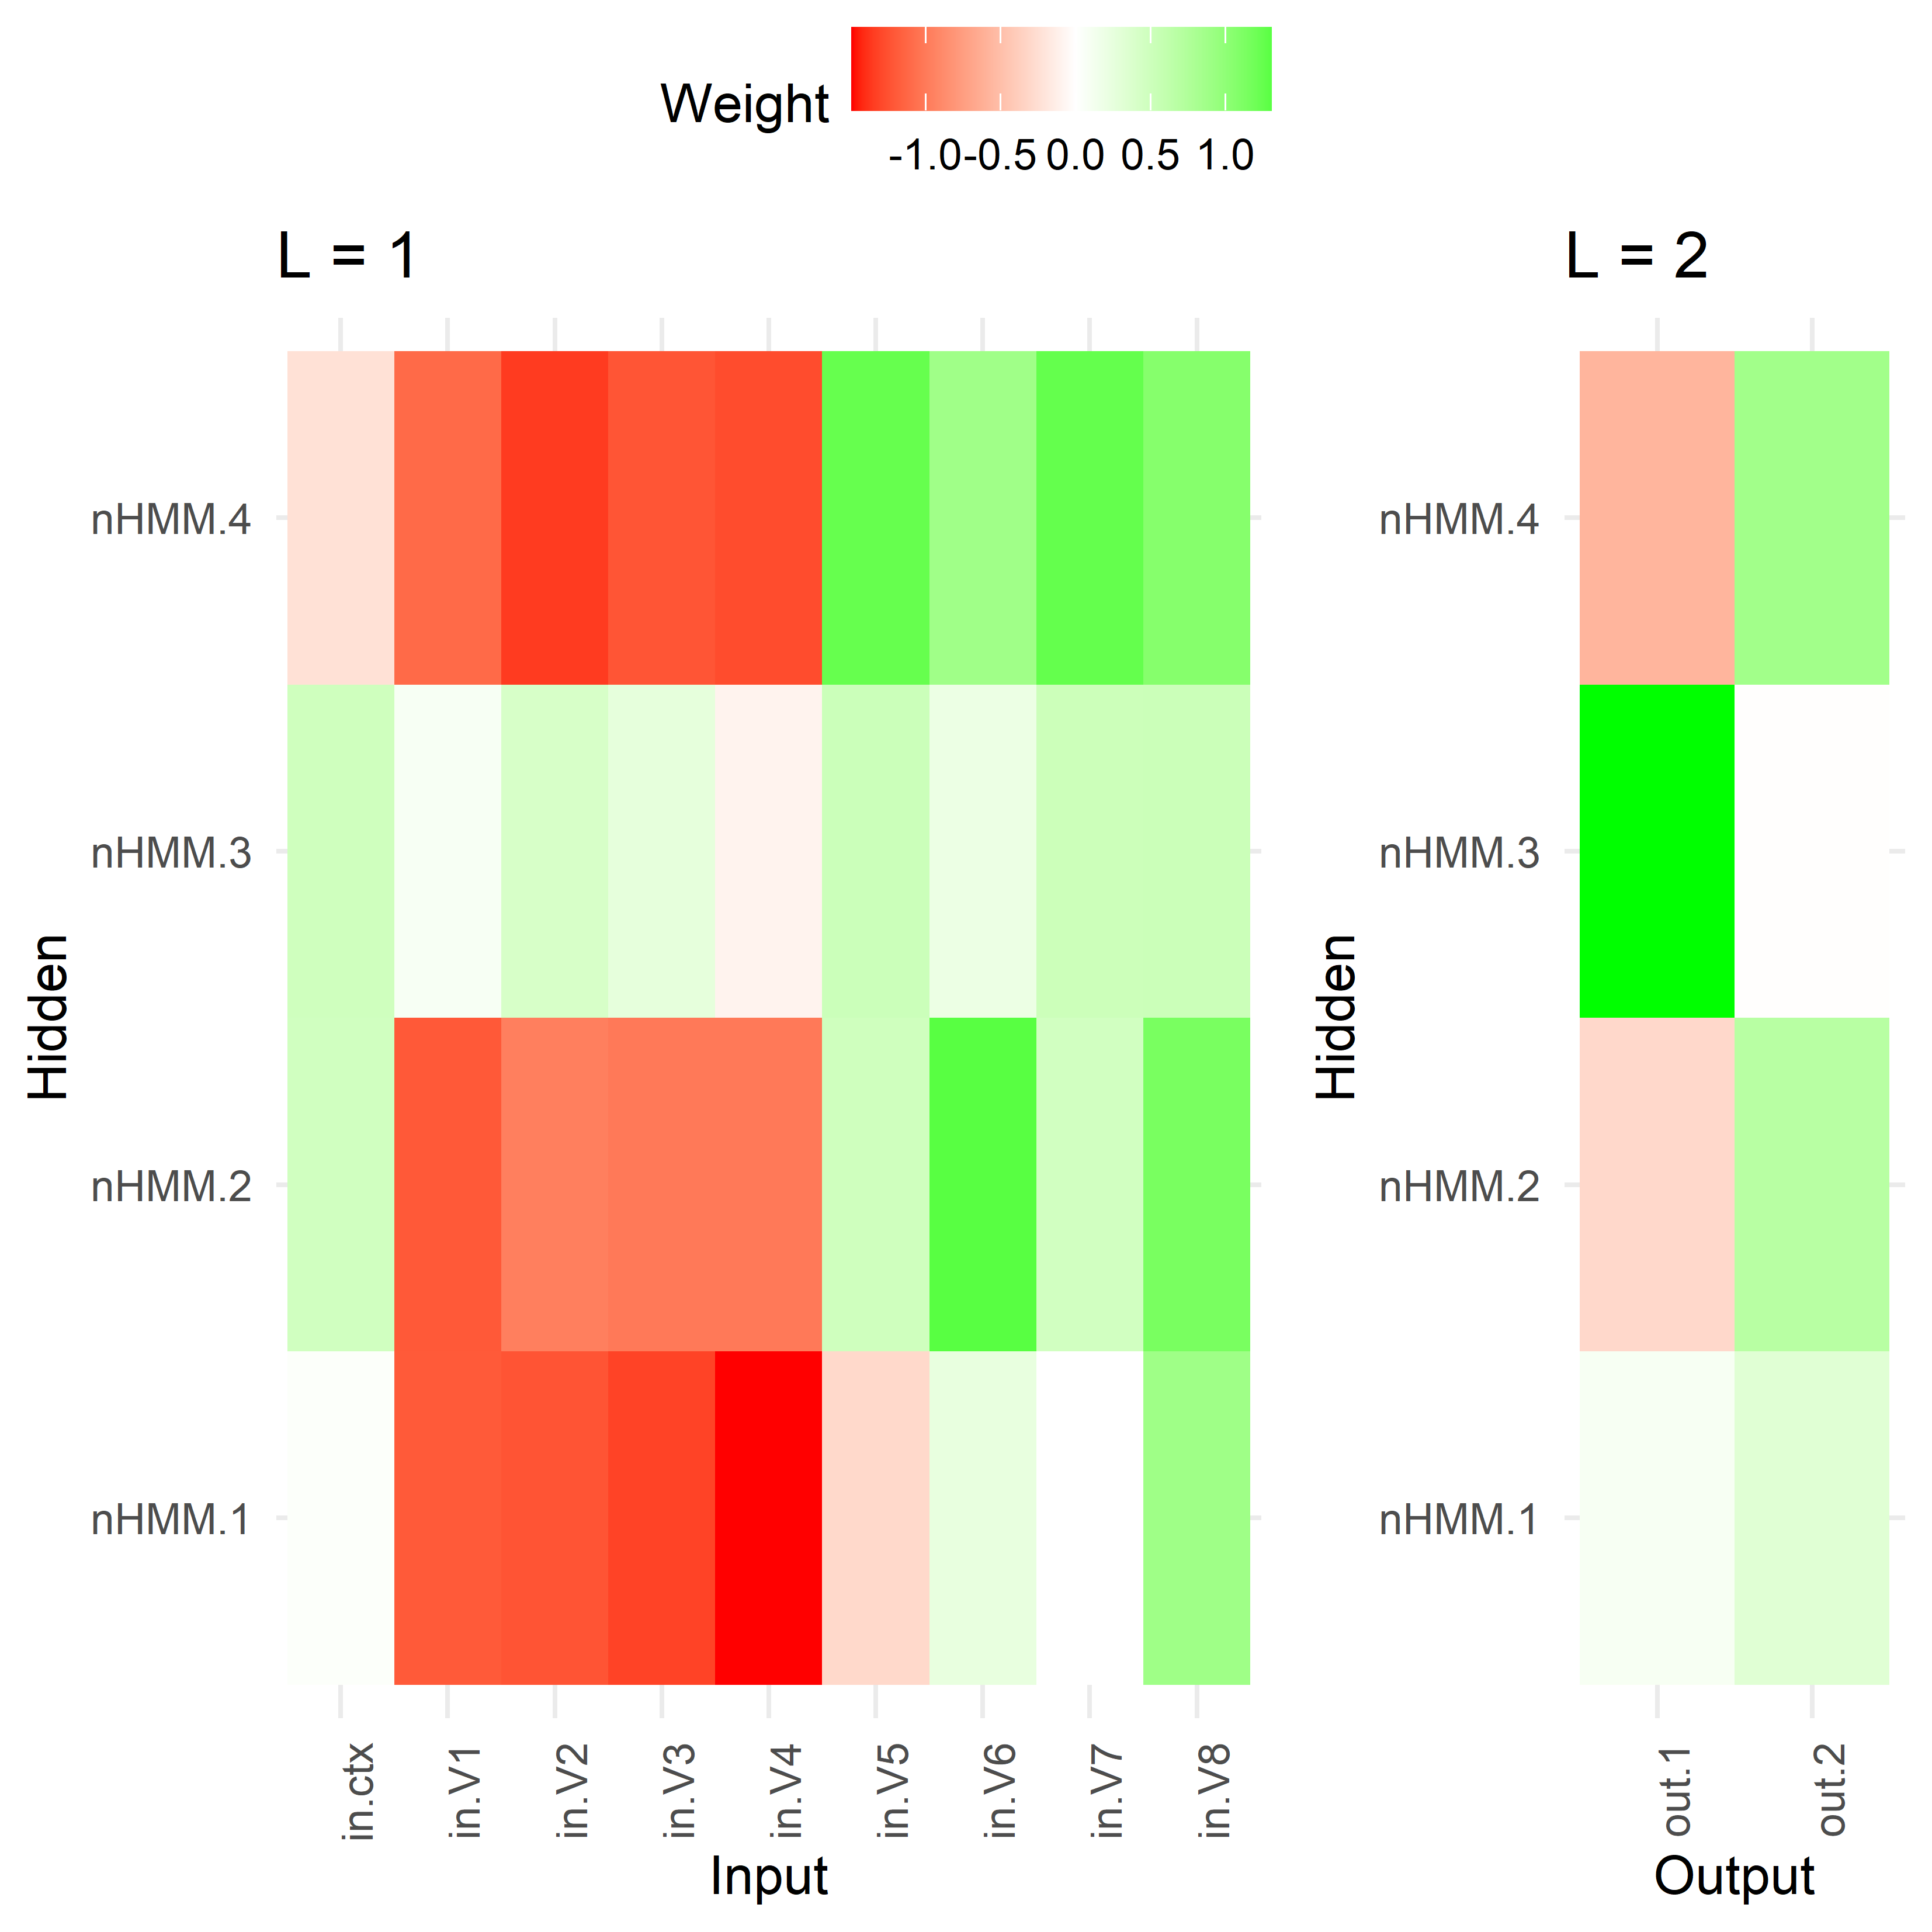 Weight
-1.0 -0.5 0.0 0.5 1.0
L = 1
nHMM.4
nHMM.3
nHMM.2
nHMM.1
Hidden
in.ctx in.V1 in.V2 in.V3 in.V4 in.V5 in.V6 in.V7 in.V8
Input
L = 2
nHMM.4
nHMM.3
nHMM.2
nHMM.1
Hidden
out.1 out.2
Output